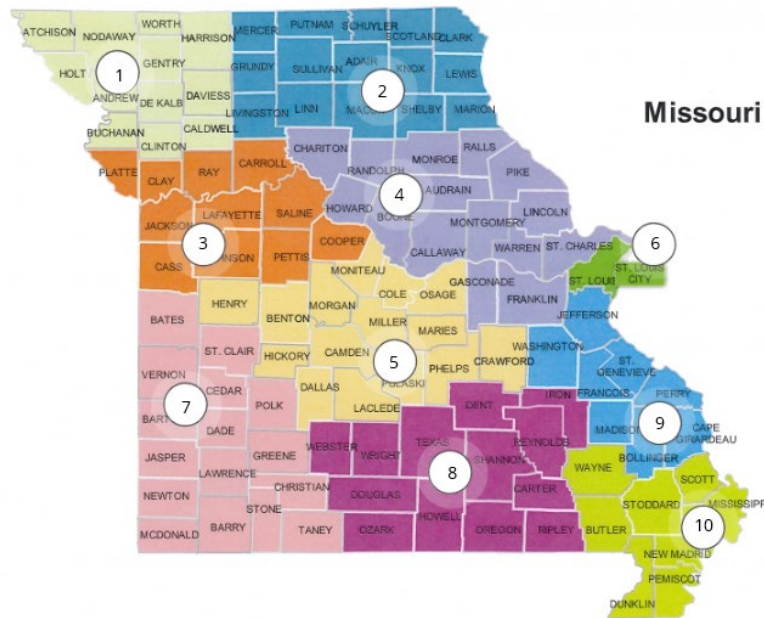 Missouri
ATCHISON
NODAWAY
WORTH
HARRISON
MERCER
PUTNAM
SCHUYLER
SCOTLAND
CLARK
HOLT
1
GENTRY
GRUNDY
SULLIVAN
ADAIR
KNOX
LEWIS
2
ANDREW
DE KALB
DAVIESS
LIVINGSTON
LINN
MACON
SHELBY
MARION
BUCHANAN
CLINTON
CALDWELL
CHARITON
RANDOLPH
MONROE
RALLS
PIKE
PLATTE
CLAY
RAY
CARROLL
4
AUDRAIN
HOWARD
BOONE
MONTGOMERY
LINCOLN
JACKSON
LAFAYETTE
SALINE
3
COOPER
CALLAWAY
WARREN
ST. CHARLES
6
CASS
PETTIS
MONITEAU
COLE
OSAGE
GASCONADE
FRANKLIN
ST. LOUIS
ST. LOUIS
CITY
HENRY
BENTON
MORGAN
MILLER
MARIES
JEFFERSON
BATES
ST. CLAIR
HICKORY
CAMDEN
5
PHELPS
CRAWFORD
WASHINGTON
ST.
GENEVIEVE
VERNON
CEDAR
POLK
DALLAS
LACLEDE
PULASKI
DENT
IRON
FRANCOIS
PERRY
7
DADE
WEBSTER
WRIGHT
TEXAS
REYNOLDS
MADISON
9
CAPE
GIRARDEAU
JASPER
LAWRENCE
GREENE
8
SHANNON
BOLLINGER
WAYNE
SCOTT
NEWTON
CHRISTIAN
STONE
DOUGLAS
HOWELL
CARTER
STODDARD
MISSISSIPPI
MCDONALD
BARRY
TANEY
OZARK
OREGON
RIPLEY
BUTLER
10
NEW MADRID
PEMISCOT
DUNKLIN